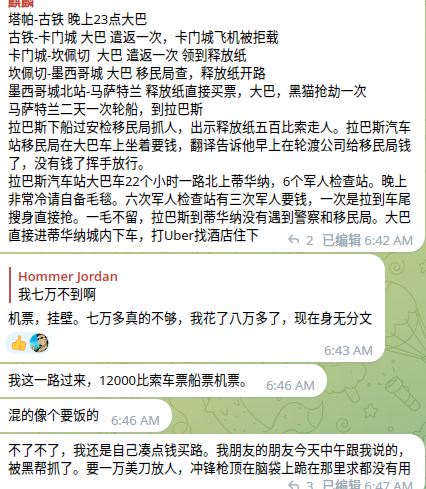 麒麟
塔帕-古铁 晚上23点大巴
古铁-卡门城 大巴 遣返一次，卡门城飞机被拒载
卡门城-坎佩切  大巴 遣返一次 领到释放纸
坎佩切-墨西哥城 大巴 移民局查，释放纸开路
墨西哥城北站-马萨特兰 释放纸直接买票，大巴，黑猫抢劫一次
马萨特兰二天一次轮船，到拉巴斯
拉巴斯下船过安检移民局抓人，出示释放纸五百比索走人。拉巴斯汽车
站移民局在大巴车上坐着要钱，翻译告诉他早上在轮渡公司给移民局钱
了，没有钱了挥手放行。
拉巴斯汽车站大巴车22个小时一路北上蒂华纳，6个军人检查站。晚上
非常冷请自备毛毯。六次军人检查站有三次军人要钱，一次是拉到车尾
搜身直接抢。一毛不留，拉巴斯到蒂华纳没有遇到警察和移民局。大巴
直接进蒂华纳城内下车，打Uber找酒店住下
2 已编辑 6:42 AM
Hommer Jordan
我七万不到啊
机票，挂壁。七万多真的不够，我花了八万多了，现在身无分文
6:43 AM
我这一路过来，12000比索车票船票机票。 6:46 AM
混的像个要饭的 6:46 AM
不了不了，我还是自己凑点钱买路。我朋友的朋友今天中午跟我说的，
被黑帮抓了。要一万美刀放人，冲锋枪顶在脑袋上跪在那里求都没有用
3 已编辑 6:47 AM